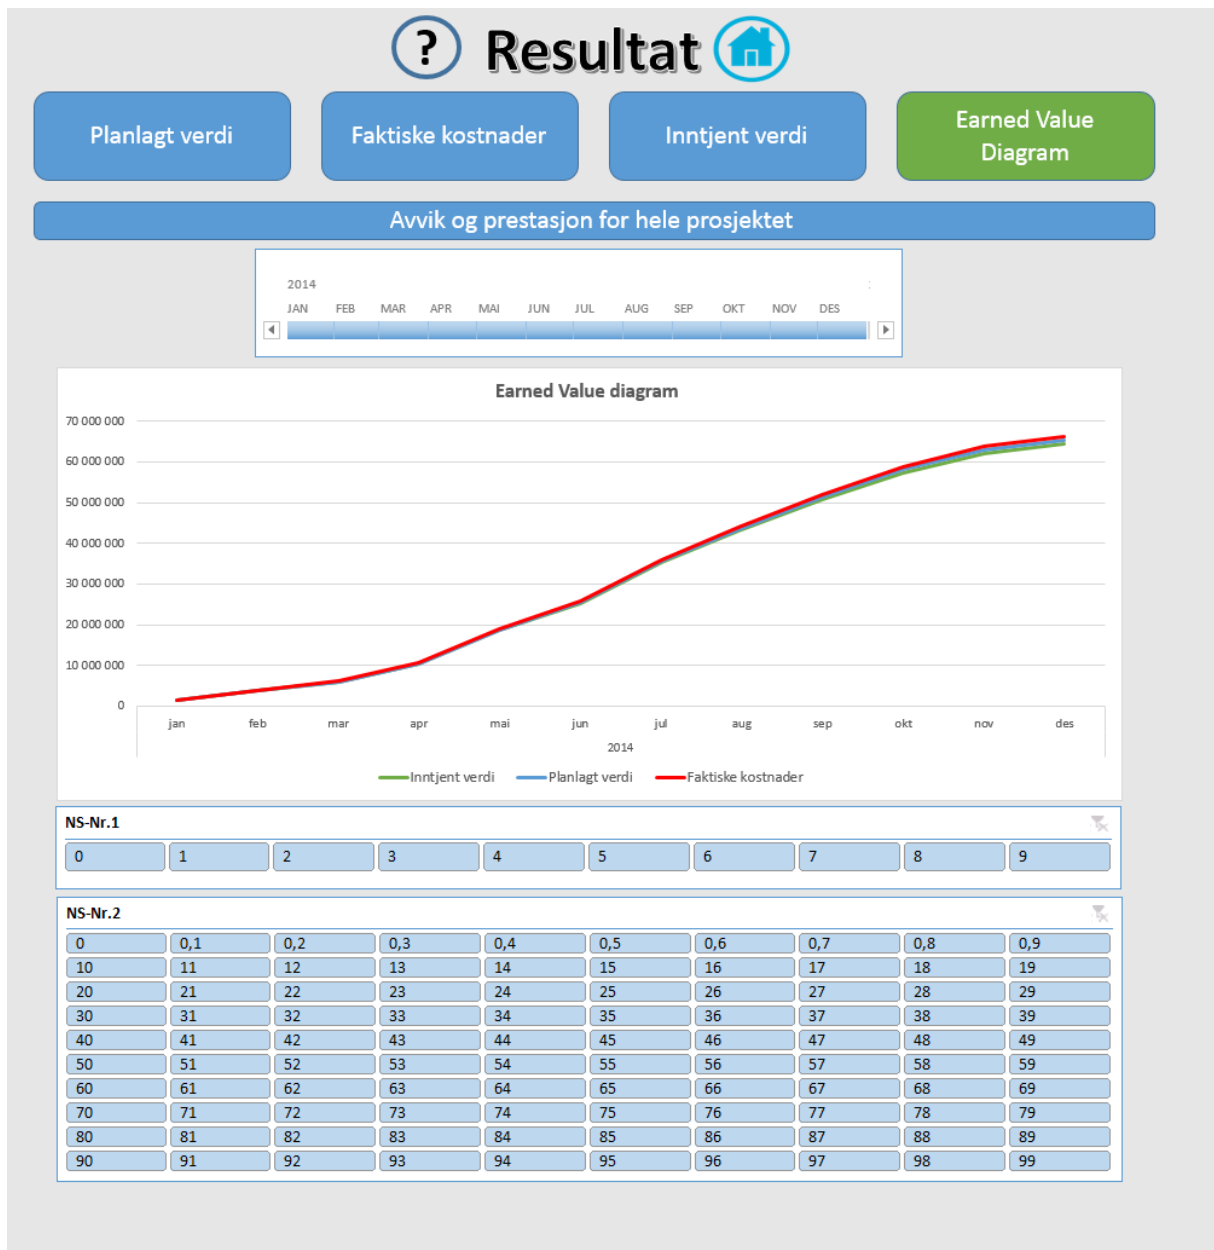 ? Resultat
Planlagt verdi
Faktiske kostnader
Inntjent verdi
Earned Value
Diagram
Avvik og prestasjon for hele prosjektet
2014
JAN FEB MAR APR MAI JUN JUL AUG SEP OKT NOV DES
Earned Value diagram
70 000 000
60 000 000
50 000 000
40 000 000
30 000 000
20 000 000
10 000 000
0
jan feb mar apr mai jun jul aug sep okt nov des
2014
Inntjent verdi Planlagt verdi Faktiske kostnader
NS-Nr.1
0 1 2 3 4 5 6 7 8 9
NS-Nr.2
0 0,1 0,2 0,3 0,4 0,5 0,6 0,7 0,8 0,9
10 11 12 13 14 15 16 17 18 19
20 21 22 23 24 25 26 27 28 29
30 31 32 33 34 35 36 37 38 39
40 41 42 43 44 45 46 47 48 49
50 51 52 53 54 55 56 57 58 59
60 61 62 63 64 65 66 67 68 69
70 71 72 73 74 75 76 77 78 79
80 81 82 83 84 85 86 87 88 89
90 91 92 93 94 95 96 97 98 99